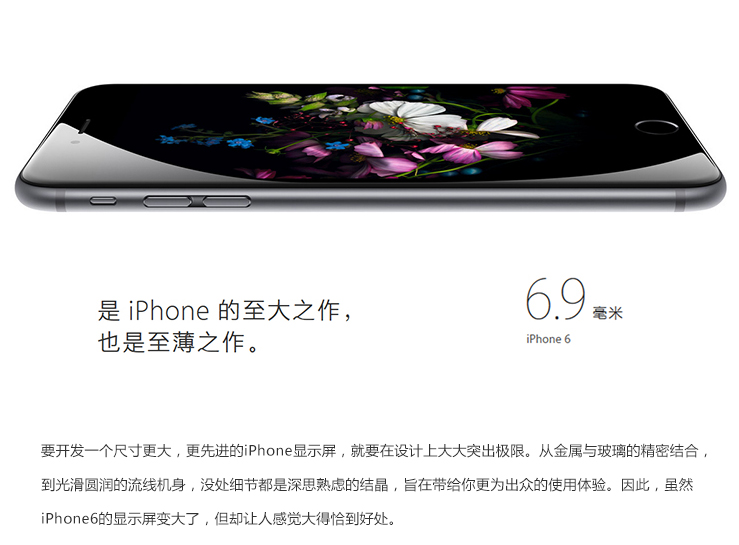 是 iPhone 的至大之作，
也是至薄之作。
6.9 毫米
iPhone 6
要开发一个尺寸更大，更先进的iPhone显示屏，就要在设计上大大突出极限。从金属与玻璃的精密结合，
到光滑圆润的流线机身，没处细节都是深思熟虑的结晶，旨在带给你更为出众的使用体验。因此，虽然
iPhone6的显示屏变大了，但却让人感觉大得恰到好处。